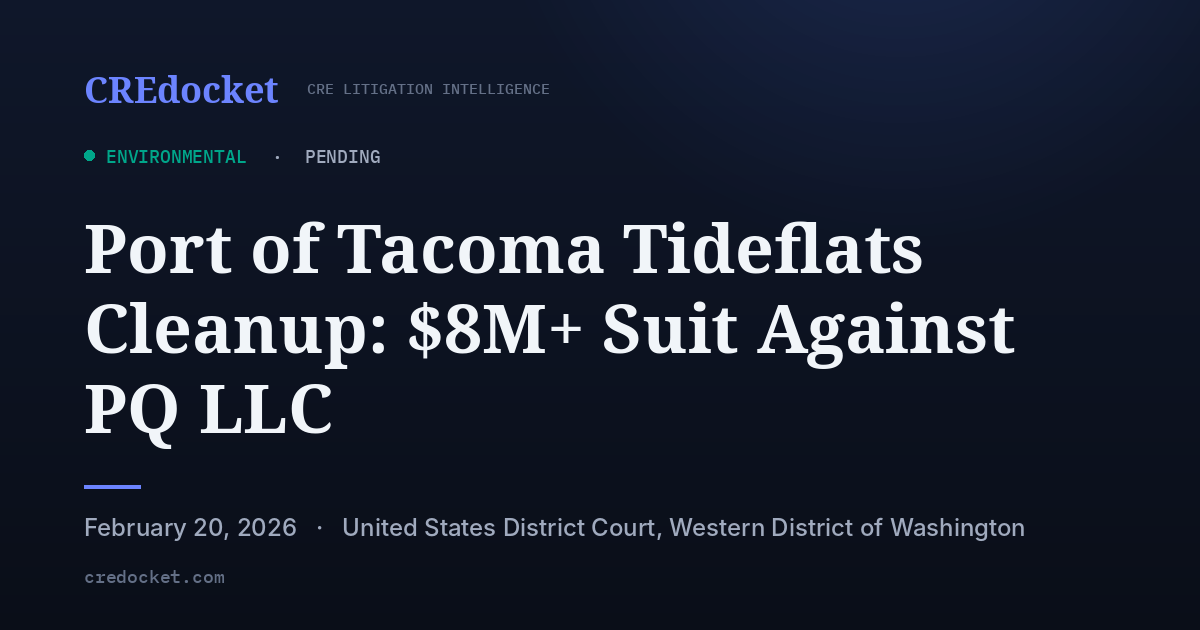 CREdocket CRE LITIGATION INTELLIGENCE
ENVIRONMENTAL · PENDING
Port of Tacoma Tideflats
Cleanup: $8M+ Suit Against
PQ LLC
February 20, 2026 · United States District Court, Western District of Washington
credocket.com